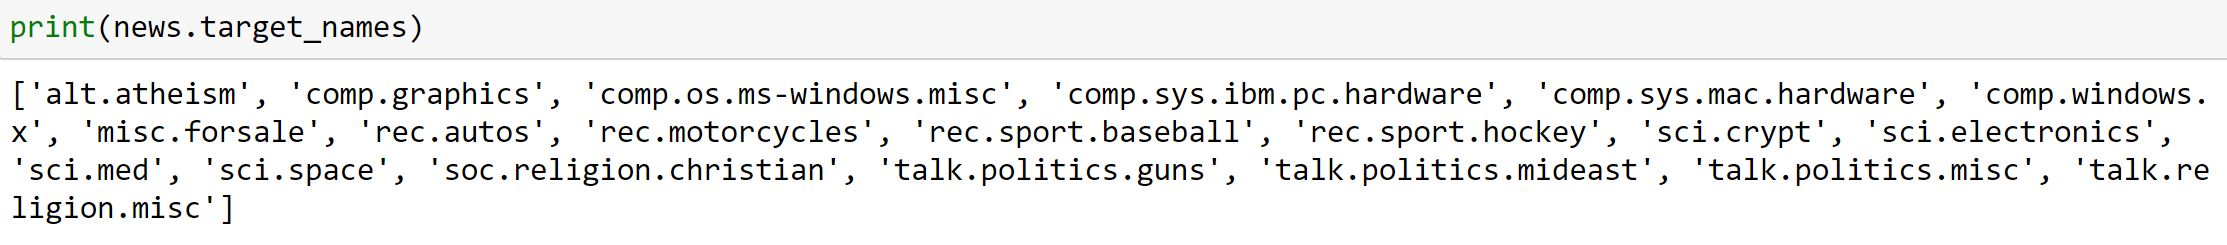 print(news.target_names)
['alt.atheism', 'comp.graphics', 'comp.os.ms-windows.misc', 'comp.sys.ibm.pc.hardware', 'comp.sys.mac.hardware', 'comp.windows.
x', 'misc.forsale', 'rec.autos', 'rec.motorcycles', 'rec.sport.baseball', 'rec.sport.hockey', 'sci.crypt', 'sci.electronics',
'sci.med', 'sci.space', 'soc.religion.christian', 'talk.politics.guns', 'talk.politics.mideast', 'talk.politics.misc', 'talk.re
ligion.misc']